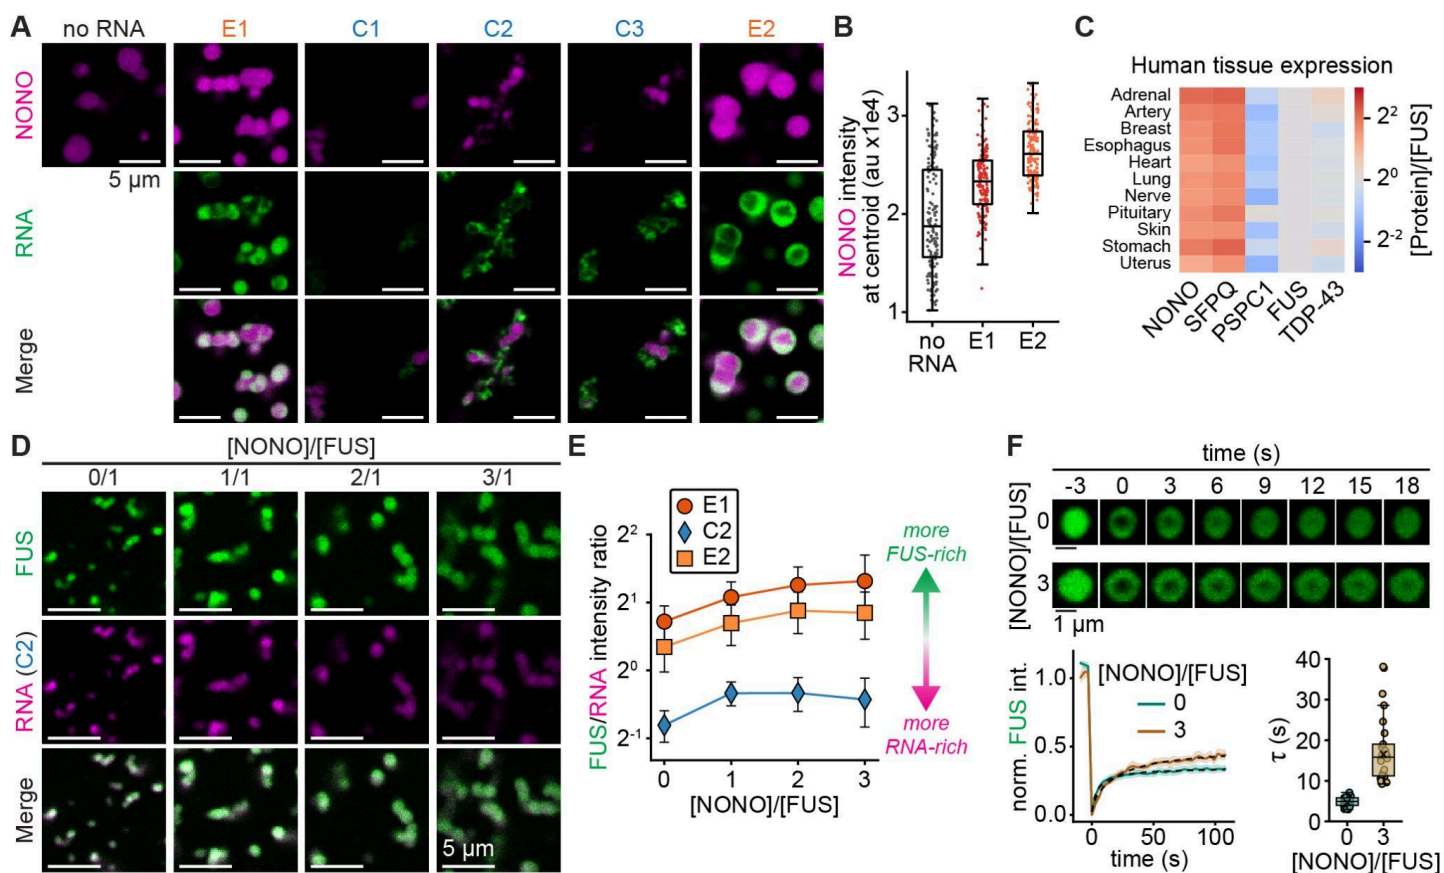 A
no RNA
E1
C1
C2
C3
E2
NONO
5 µm
RNA
Merge
B
NONO intensity
at centroid (au x1e4)
3
2
1
no
RNA
E1
E2
C
Human tissue expression
Adrenal
Artery
Breast
Esophagus
Heart
Lung
Nerve
Pituitary
Skin
Stomach
Uterus
NONO
SFPQ
PSPC1
FUS
TDP-43
2²
2⁰
2⁻²
[Protein]/[FUS]
D
[NONO]/[FUS]
0/1
1/1
2/1
3/1
FUS
RNA (C2)
Merge
5 µm
E
FUS/RNA intensity ratio
2²
2¹
2⁰
2⁻¹
E1
C2
E2
0
1
2
3
[NONO]/[FUS]
more
FUS-rich
more
RNA-rich
F
time (s)
-3
0
3
6
9
12
15
18
[NONO]/[FUS]
0
3
1 µm
norm. FUS int.
1.0
0.5
0.0
[NONO]/[FUS]
0
3
0
50
100
time (s)
τ (s)
40
30
20
10
0
0
3
[NONO]/[FUS]